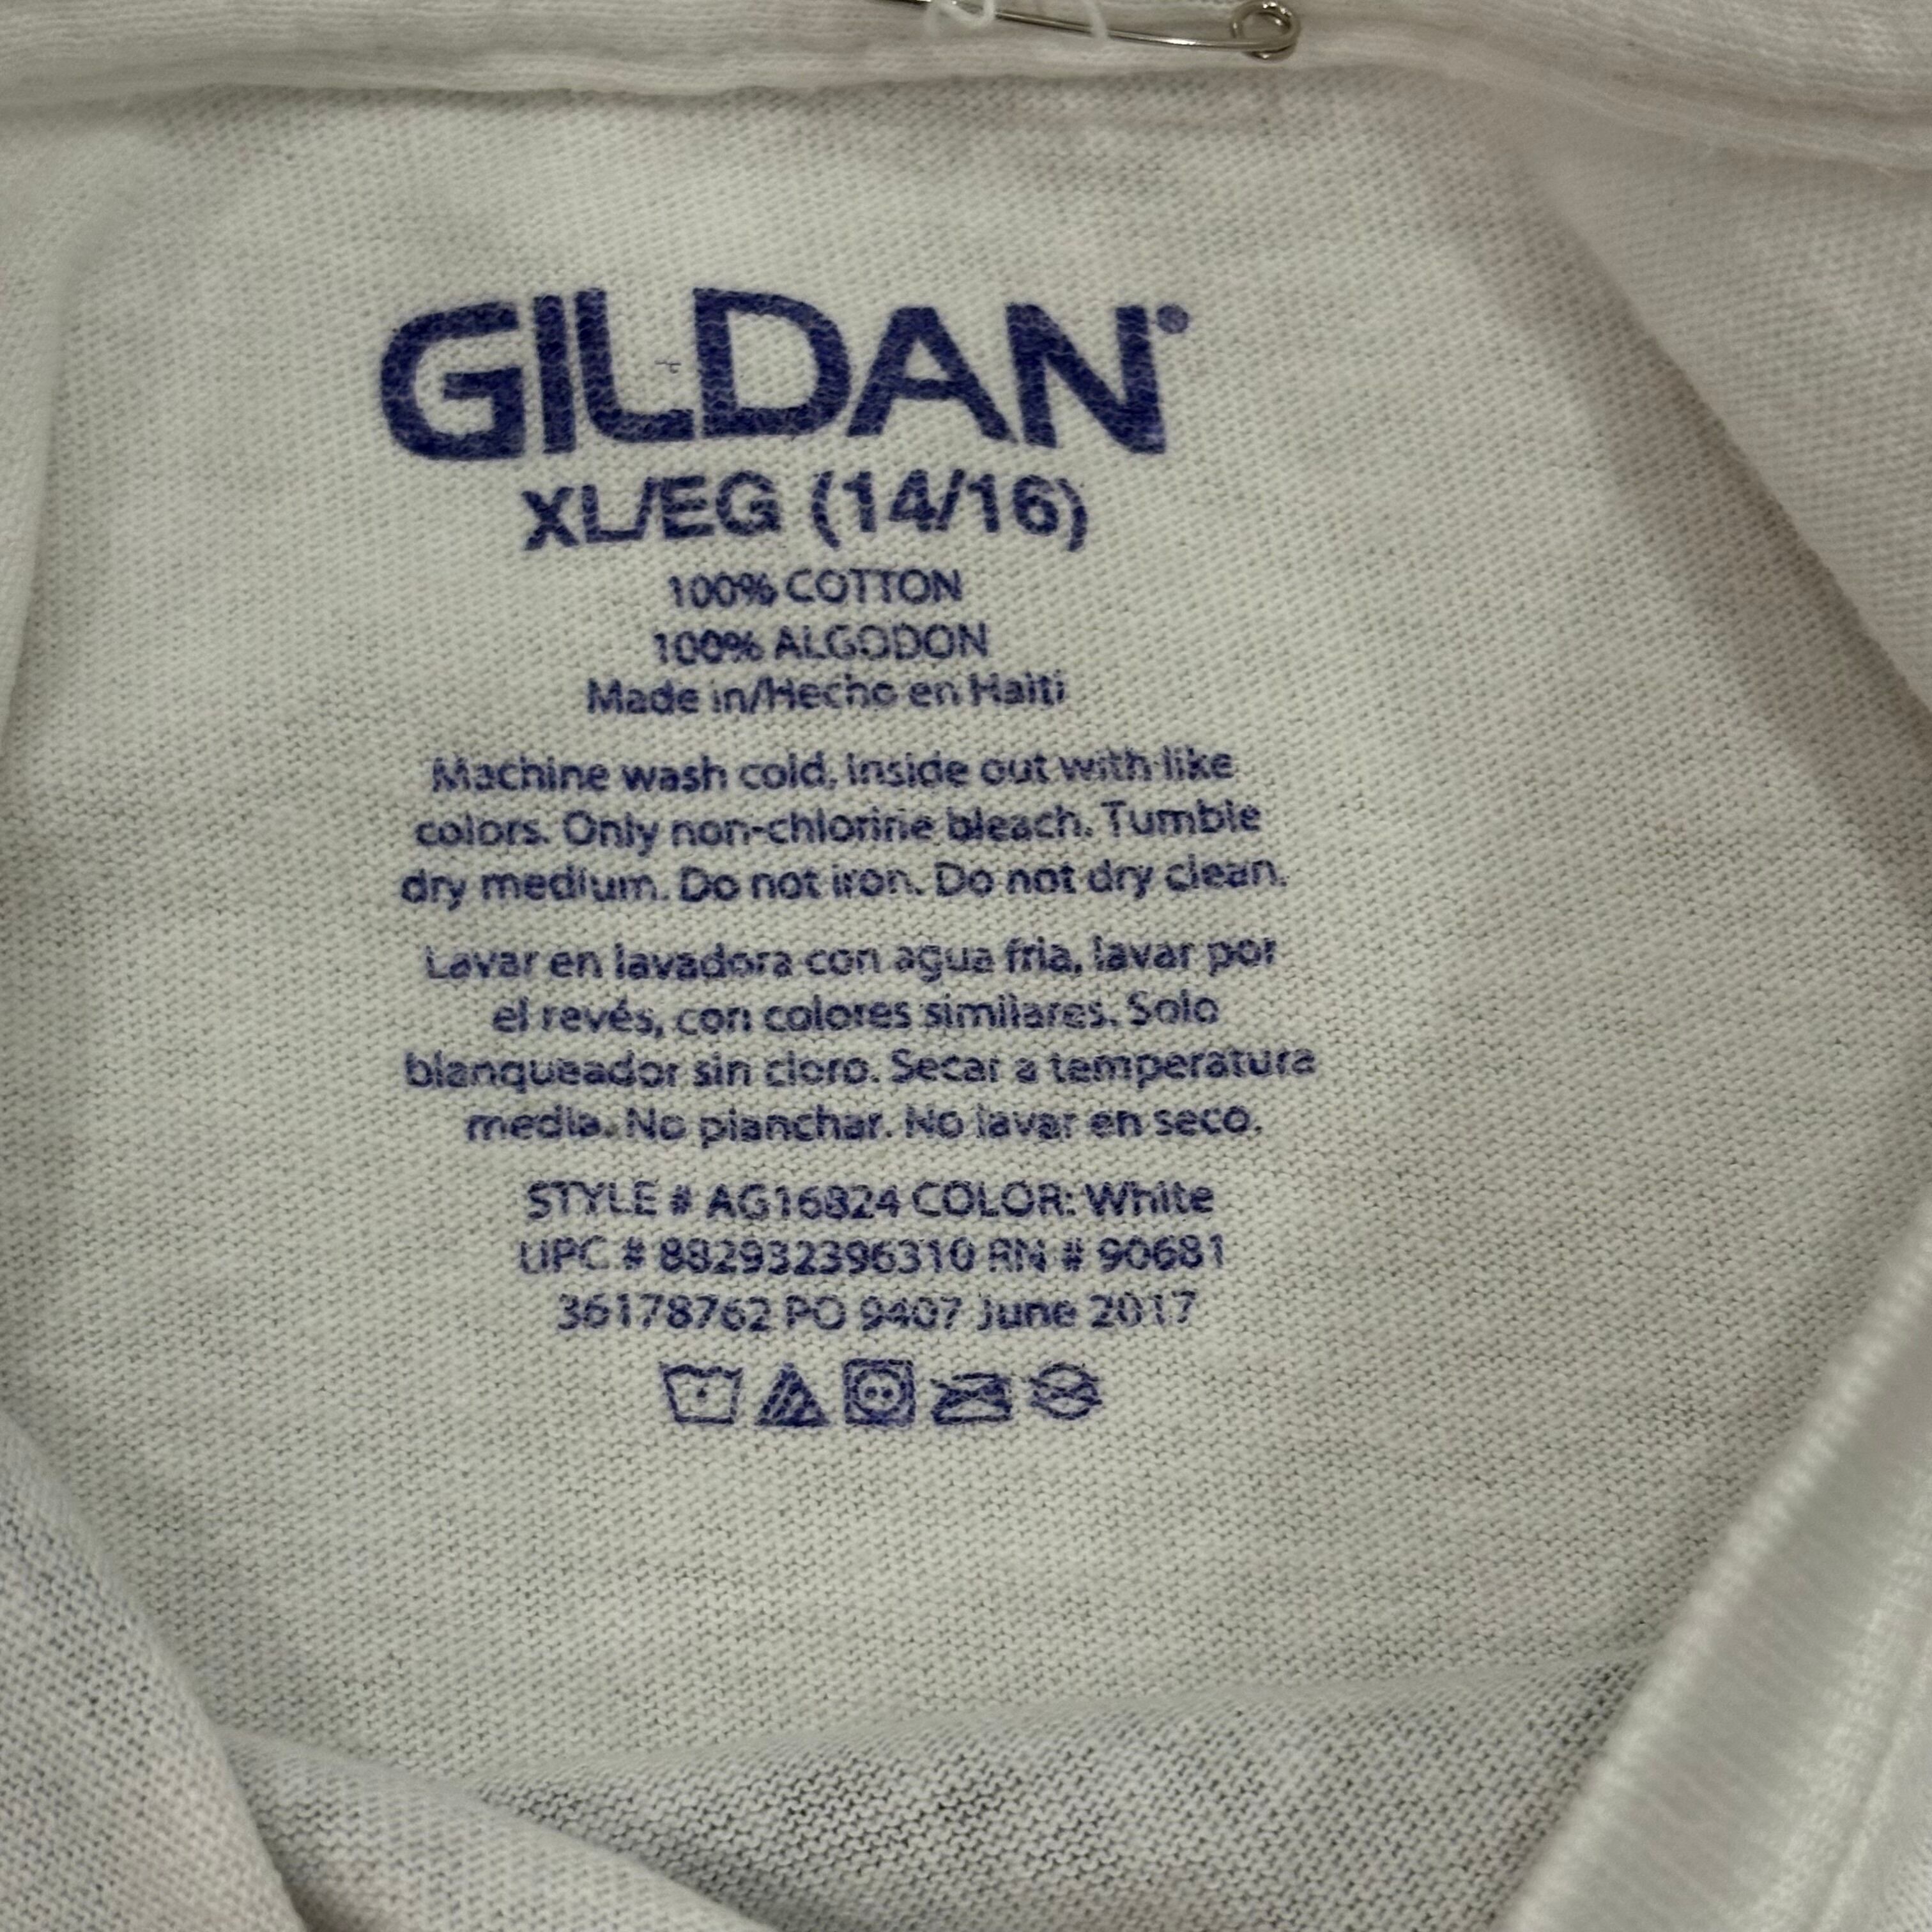 GILDAN
XL/EG (14/16)
100% COTTON
100% ALGODON
Made in/Hecho en Haiti
Machine wash cold. Inside out with like
colors. Only non-chlorine bleach. Tumble
dry medium. Do not iron. Do not dry clean.
Lavar en lavadora con agua fria, lavar por
el revés, con colores similares. Solo
blanqueador sin cloro. Secar a temperatura
media. No planchar. No lavar en seco.
STYLE # AG16824 COLOR: White
UPC # 882932396310 RN # 90681
36178762 PO 9407 June 2017